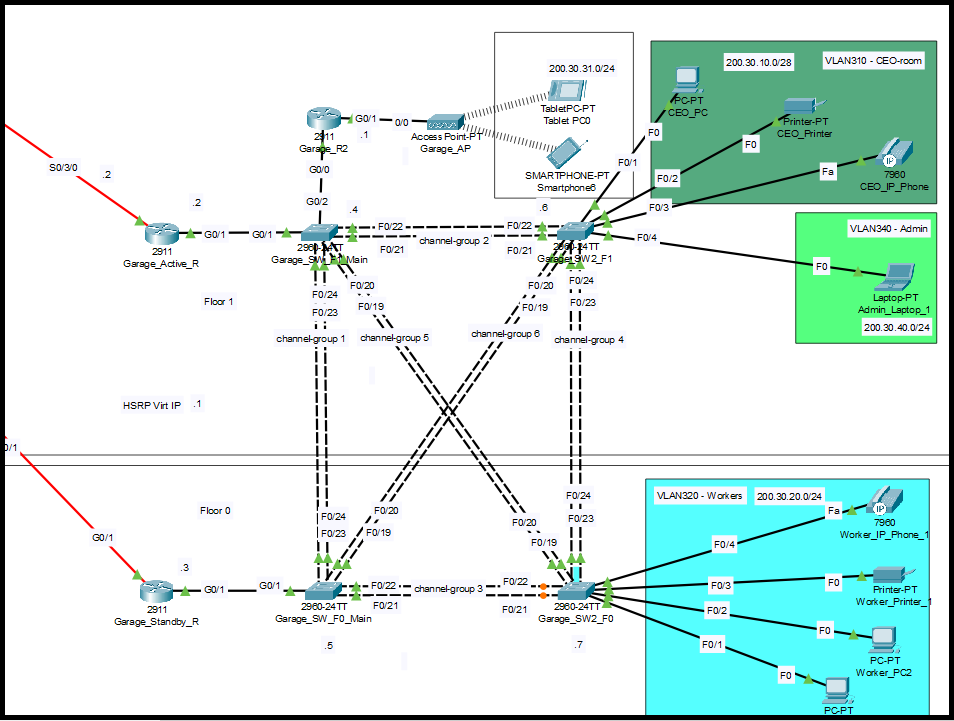 200.30.31.0/24
TabletPC-PT
Tablet PC0
SMARTPHONE-PT
Smartphone6
200.30.10.0/28
VLAN310 - CEO-room
PC-PT
CEO_PC
F0
Printer-PT
CEO_Printer
F0
7960
CEO_IP_Phone
Fa
IP
2911
Garage_R2
G0/1
.1
0/0
Access Point-PT
Garage_AP
G0/0
G0/2
F0/1
F0/2
F0/3
F0/4
VLAN340 - Admin
F0
Laptop-PT
Admin_Laptop_1
200.30.40.0/24
S0/3/0
.2
.2
2911
Garage_Active_R
G0/1
G0/1
.4
2960-24TT
Garage_SW_F1_Main
F0/22
F0/21
channel-group 2
F0/22
F0/21
.6
2960-24TT
Garage_SW2_F1
F0/24
F0/23
F0/20
F0/19
F0/20
F0/19
F0/24
F0/23
Floor 1
channel-group 1
channel-group 5
channel-group 6
channel-group 4
HSRP Virt IP
.1
0/1
Floor 0
G0/1
.3
2911
Garage_Standby_R
G0/1
G0/1
F0/24
F0/23
F0/20
F0/19
F0/20
F0/19
F0/24
F0/23
2960-24TT
Garage_SW_F0_Main
.5
F0/22
F0/21
channel-group 3
F0/22
F0/21
2960-24TT
Garage_SW2_F0
.7
VLAN320 - Workers
200.30.20.0/24
Fa
IP
7960
Worker_IP_Phone_1
F0/4
F0/3
F0
Printer-PT
Worker_Printer_1
F0/2
F0
PC-PT
Worker_PC2
F0/1
F0
PC-PT